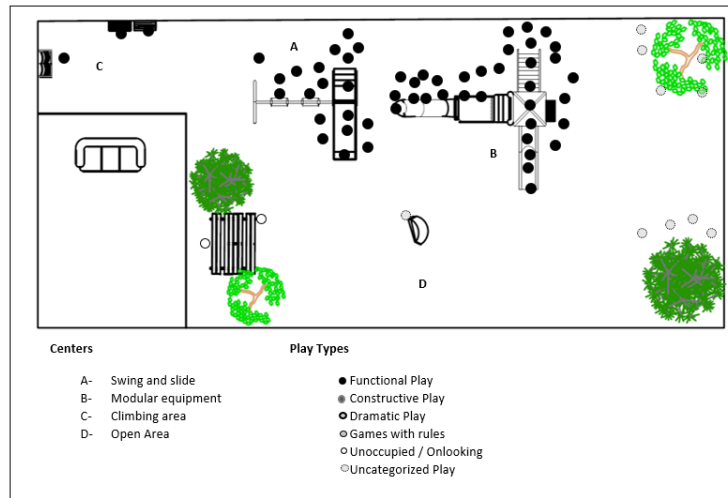 A
C
B
D
Centers Play Types
A- Swing and slide
B- Modular equipment
C- Climbing area
D- Open Area
Functional Play
Constructive Play
Dramatic Play
Games with rules
Unoccupied / Onlooking
Uncategorized Play